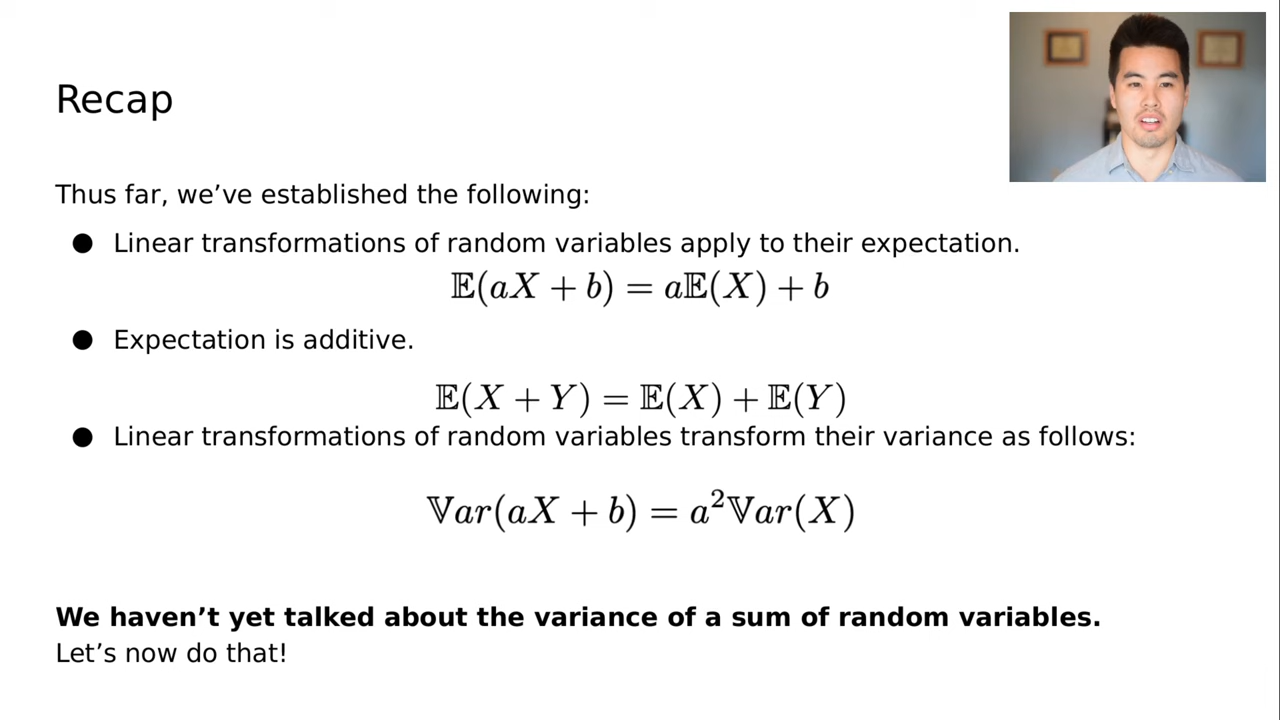 Recap
Thus far, we’ve established the following:
● Linear transformations of random variables apply to their expectation.
𝔼(aX + b) = a𝔼(X) + b
● Expectation is additive.
𝔼(X + Y) = 𝔼(X) + 𝔼(Y)
● Linear transformations of random variables transform their variance as follows:
𝕍ar(aX + b) = a²𝕍ar(X)
We haven’t yet talked about the variance of a sum of random variables.
Let’s now do that!